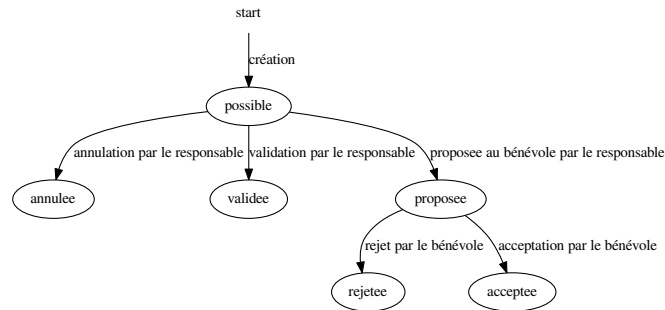 start
création
possible
annulation par le responsable
validation par le responsable
proposee au bénévole par le responsable
annulee
validee
proposee
rejet par le bénévole
acceptation par le bénévole
rejetee
acceptee